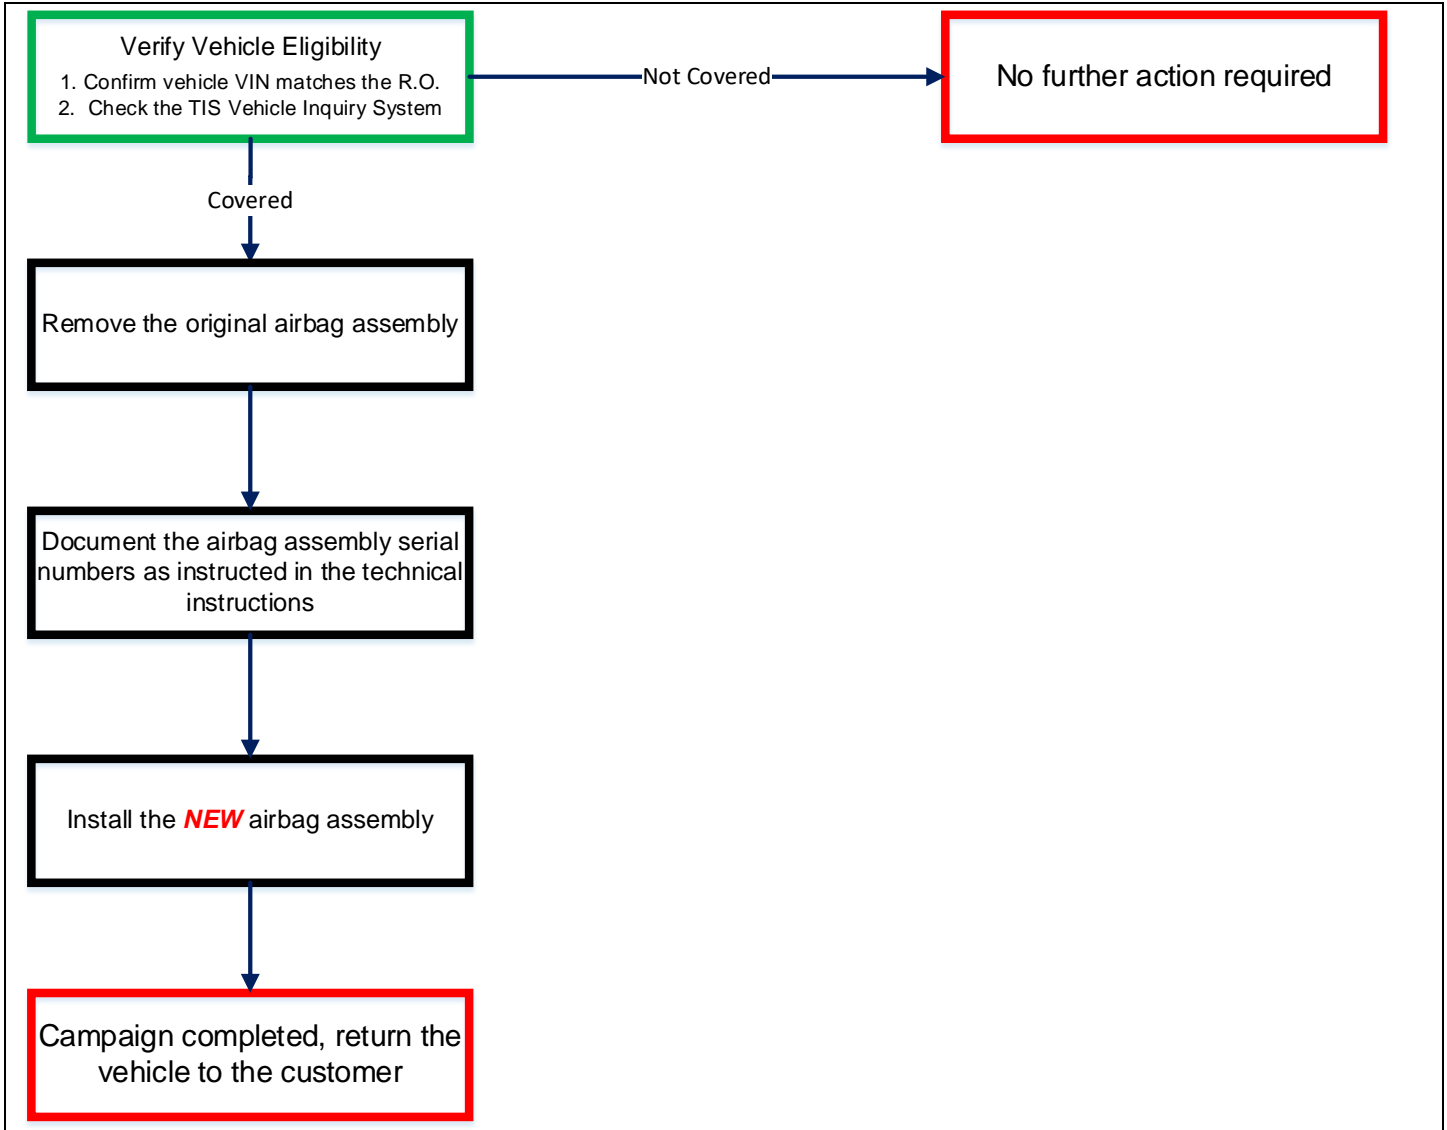 Verify Vehicle Eligibility
1. Confirm vehicle VIN matches the R.O.
2. Check the TIS Vehicle Inquiry System
Not Covered
No further action required
Covered
Remove the original airbag assembly
Document the airbag assembly serial
numbers as instructed in the technical
instructions
Install the NEW airbag assembly
Campaign completed, return the
vehicle to the customer